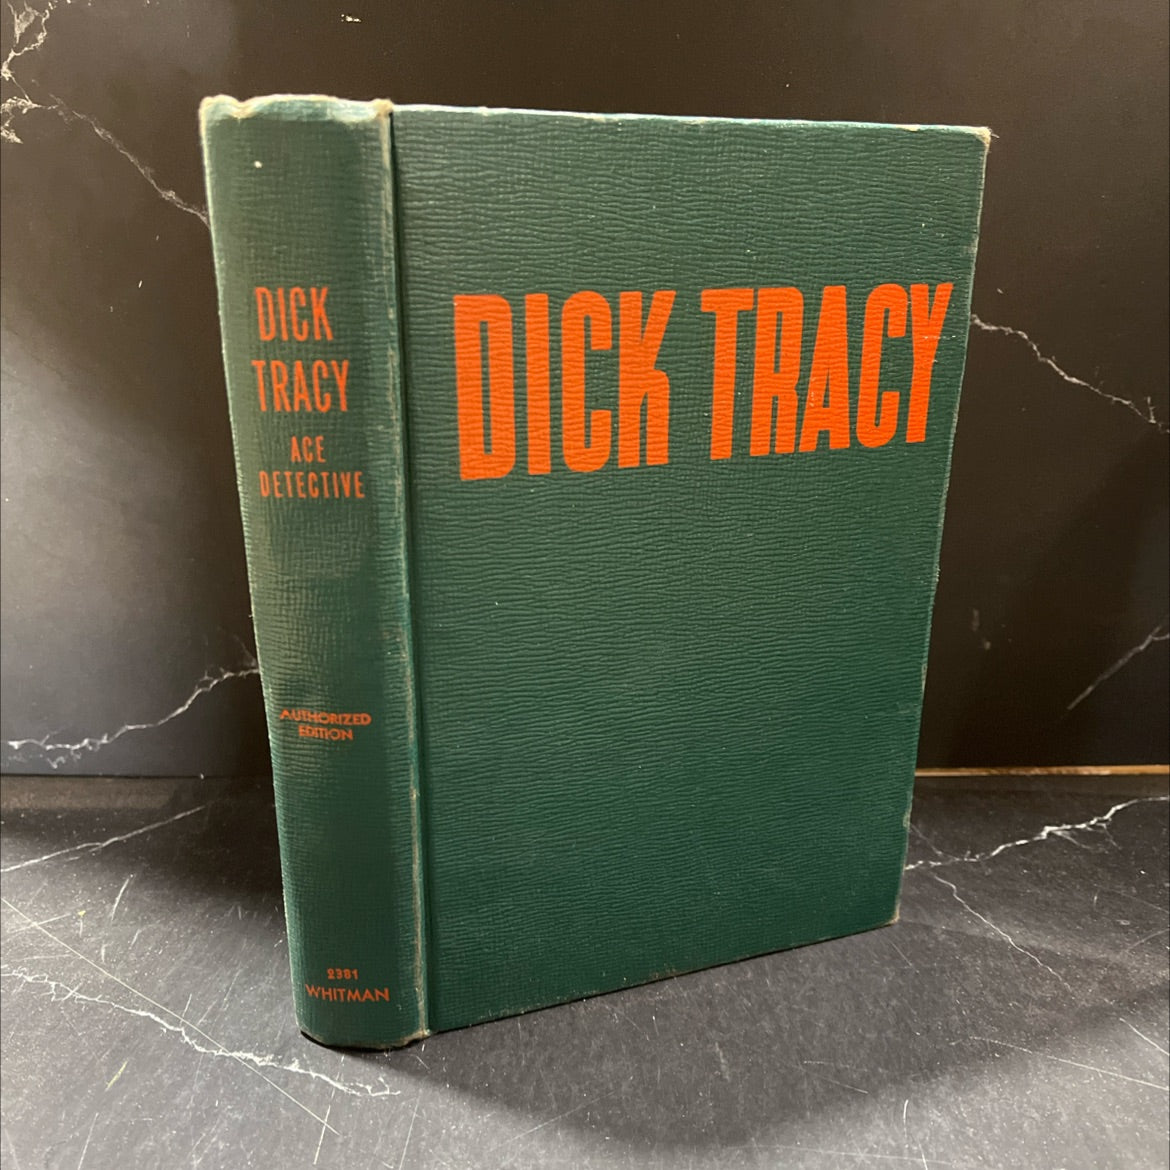 DICK
TRACY
ACE
DETECTIVE
AUTHORIZED
EDITION
2381
WHITMAN
DICK TRACY